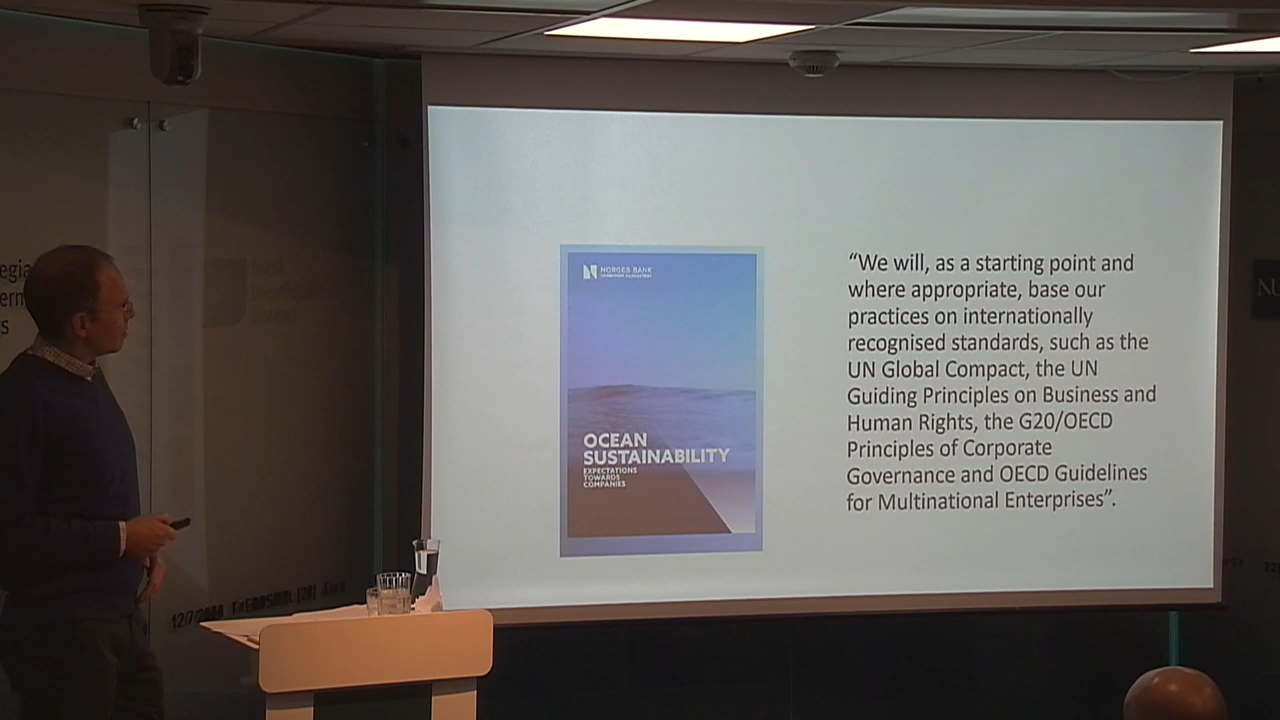 NORGES BANK
INVESTMENT MANAGEMENT
OCEAN
SUSTAINABILITY
EXPECTATIONS
TOWARDS
COMPANIES
“We will, as a starting point and
where appropriate, base our
practices on internationally
recognised standards, such as the
UN Global Compact, the UN
Guiding Principles on Business and
Human Rights, the G20/OECD
Principles of Corporate
Governance and OECD Guidelines
for Multinational Enterprises”.